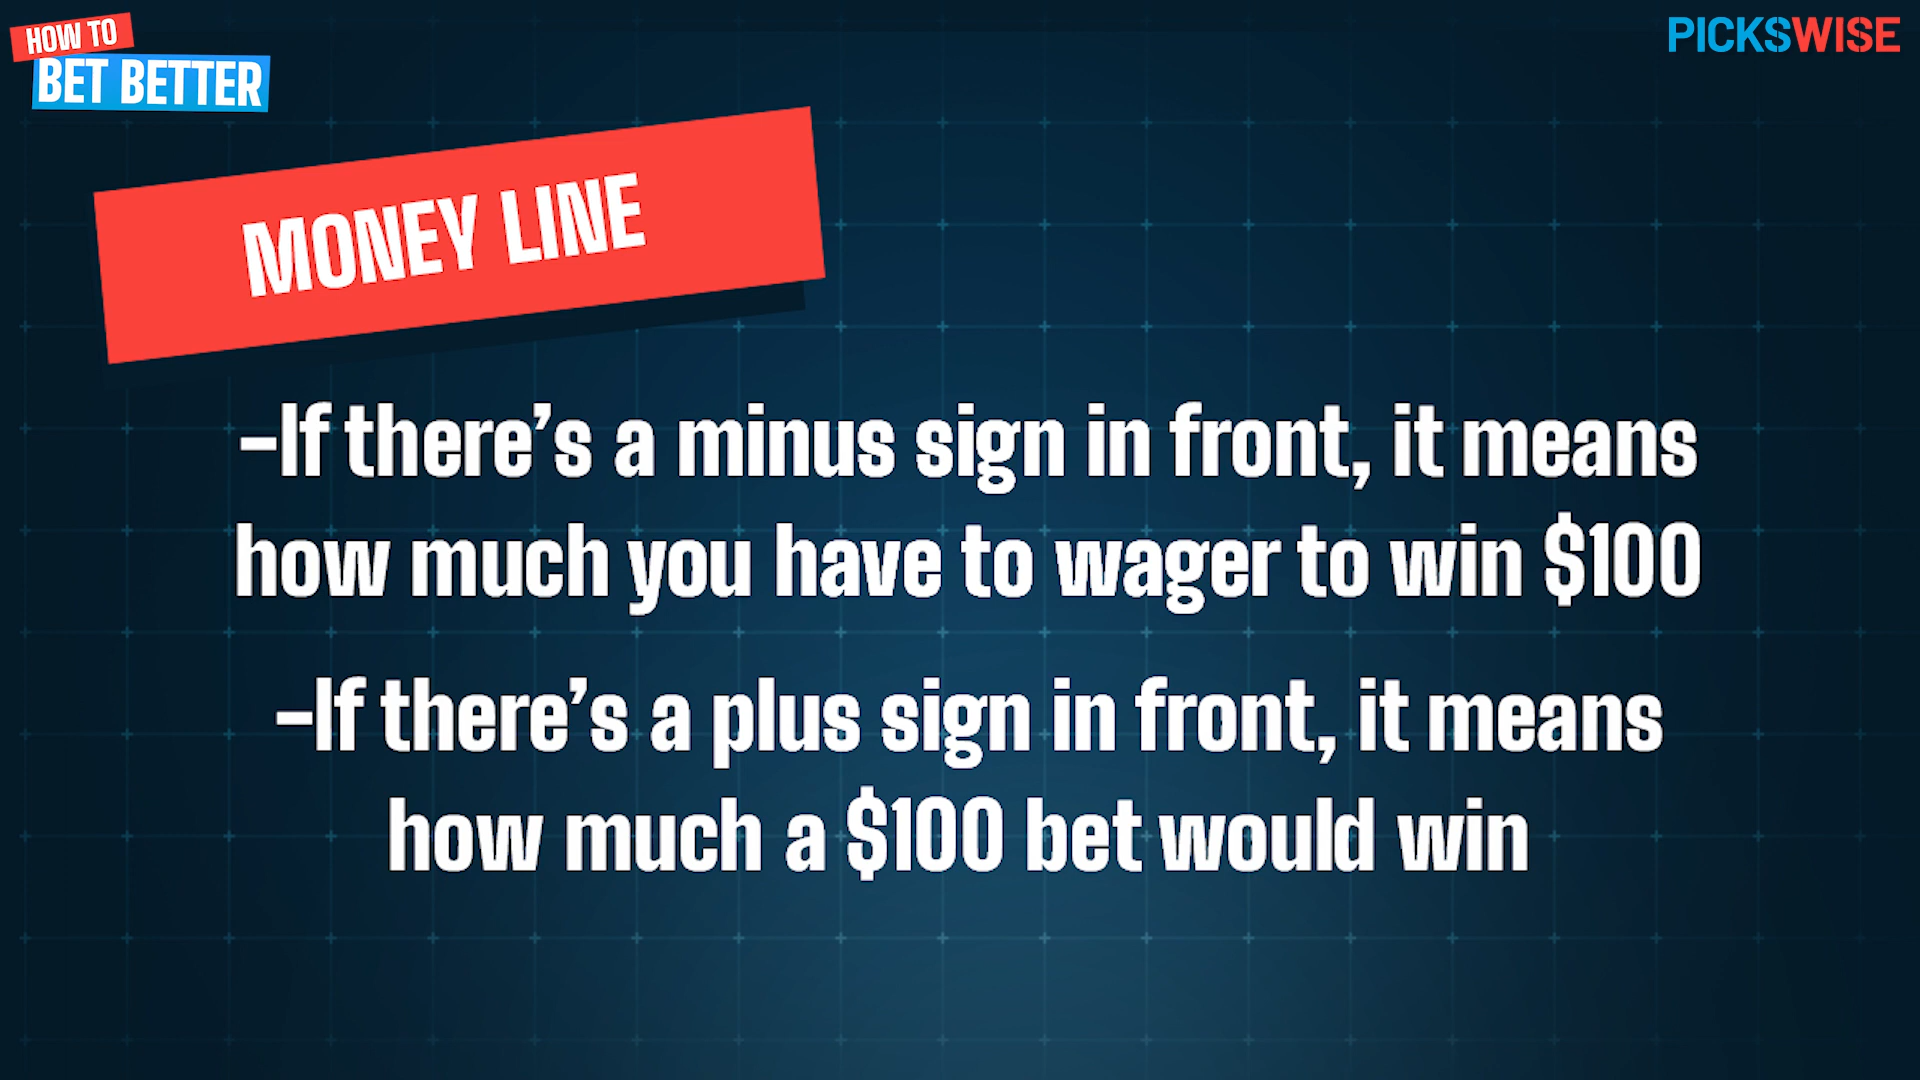 HOW TO
BET BETTER
PICKSWISE
MONEY LINE
-If there's a minus sign in front, it means
how much you have to wager to win $100
-If there's a plus sign in front, it means
how much a $100 bet would win